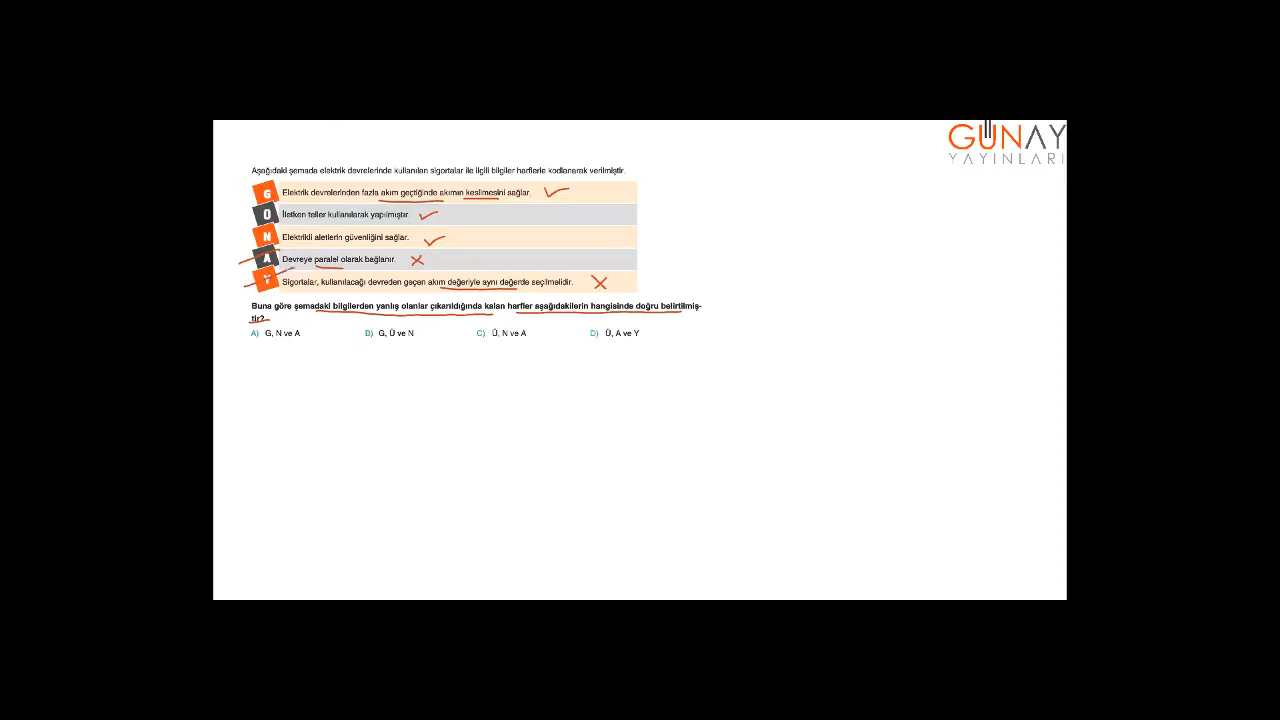 GÜNAY
YAYINLARI
Aşağıdaki şemada elektrik devrelerinde kullanılan sigortalar ile ilgili bilgiler harflerle kodlanarak verilmiştir.
G Elektrik devrelerinden fazla akım geçtiğinde akımın kesilmesini sağlar.
Ü İletken teller kullanılarak yapılmıştır.
N Elektrikli aletlerin güvenliğini sağlar.
A Devreye paralel olarak bağlanır.
Y Sigortalar, kullanılacağı devreden geçen akım değeriyle aynı değerde seçilmelidir.
Buna göre şemadaki bilgilerden yanlış olanlar çıkarıldığında kalan harfler aşağıdakilerin hangisinde doğru belirtilmiş-
tir?
A) G, N ve A B) G, Ü ve N C) Ü, N ve A D) Ü, A ve Y